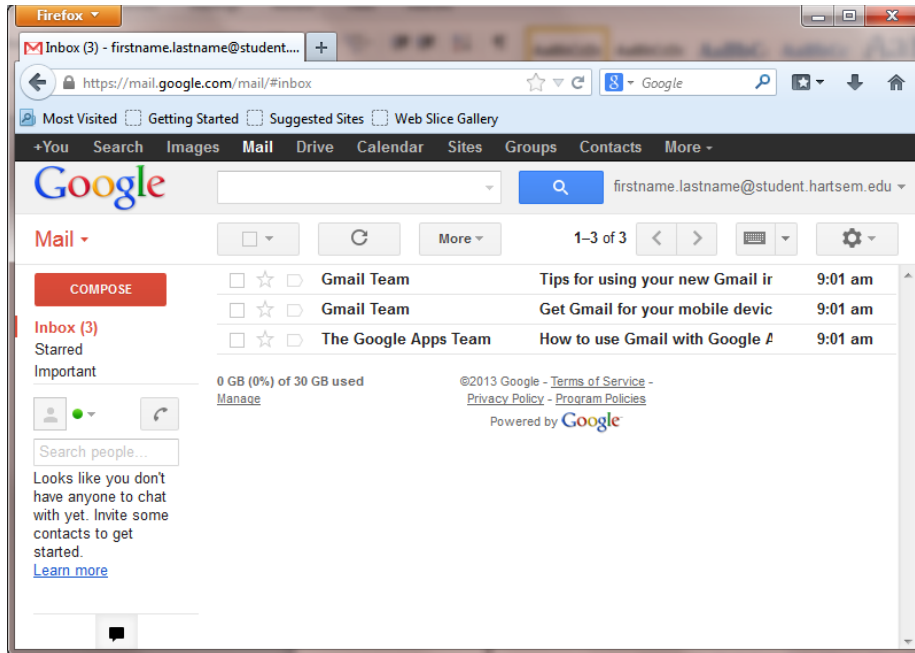 Firefox
Inbox (3) - firstname.lastname@student....
https://mail.google.com/mail/#inbox
Google
Most Visited Getting Started Suggested Sites Web Slice Gallery
+You Search Images Mail Drive Calendar Sites Groups Contacts More
Google
firstname.lastname@student.hartsem.edu
Mail
More
1–3 of 3
COMPOSE
Gmail Team Tips for using your new Gmail in 9:01 am
Gmail Team Get Gmail for your mobile devic 9:01 am
The Google Apps Team How to use Gmail with Google A 9:01 am
Inbox (3)
Starred
Important
0 GB (0%) of 30 GB used
Manage
©2013 Google - Terms of Service -
Privacy Policy - Program Policies
Powered by Google
Search people...
Looks like you don't
have anyone to chat
with yet. Invite some
contacts to get
started.
Learn more